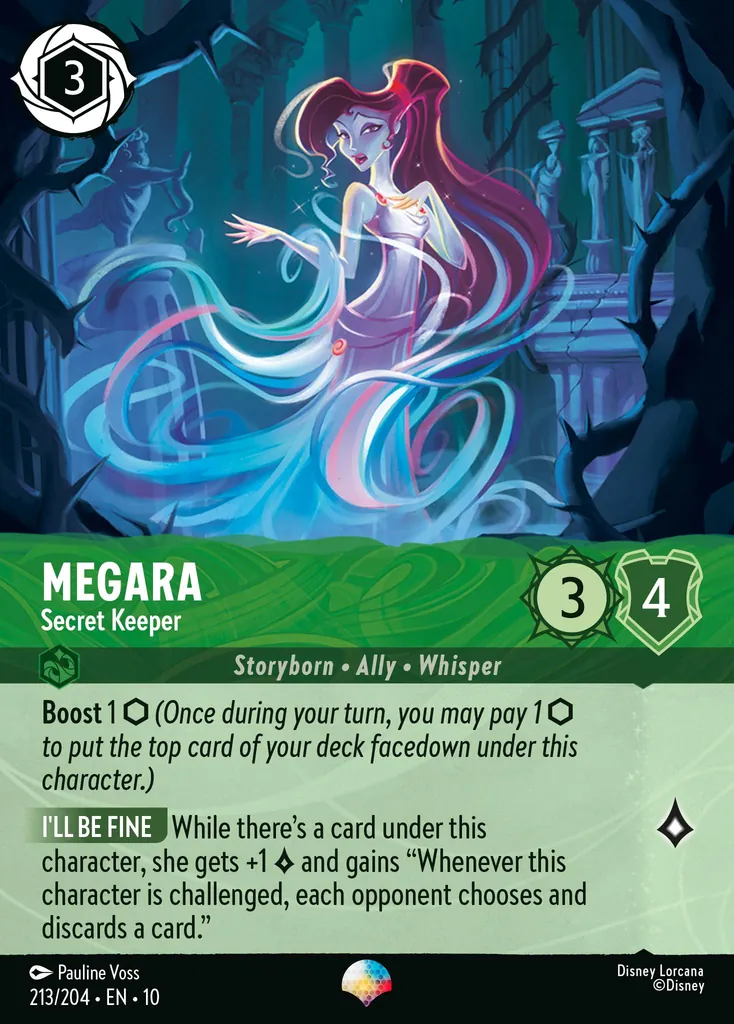 3
MEGARA
Secret Keeper
3
4
Storyborn • Ally • Whisper
Boost 1 ⬡ (Once during your turn, you may pay 1 ⬡
to put the top card of your deck facedown under this
character.)
I'LL BE FINE While there's a card under this
character, she gets +1 ◊ and gains “Whenever this
character is challenged, each opponent chooses and
discards a card.”
Pauline Voss
213/204 • EN • 10
Disney Lorcana
©Disney